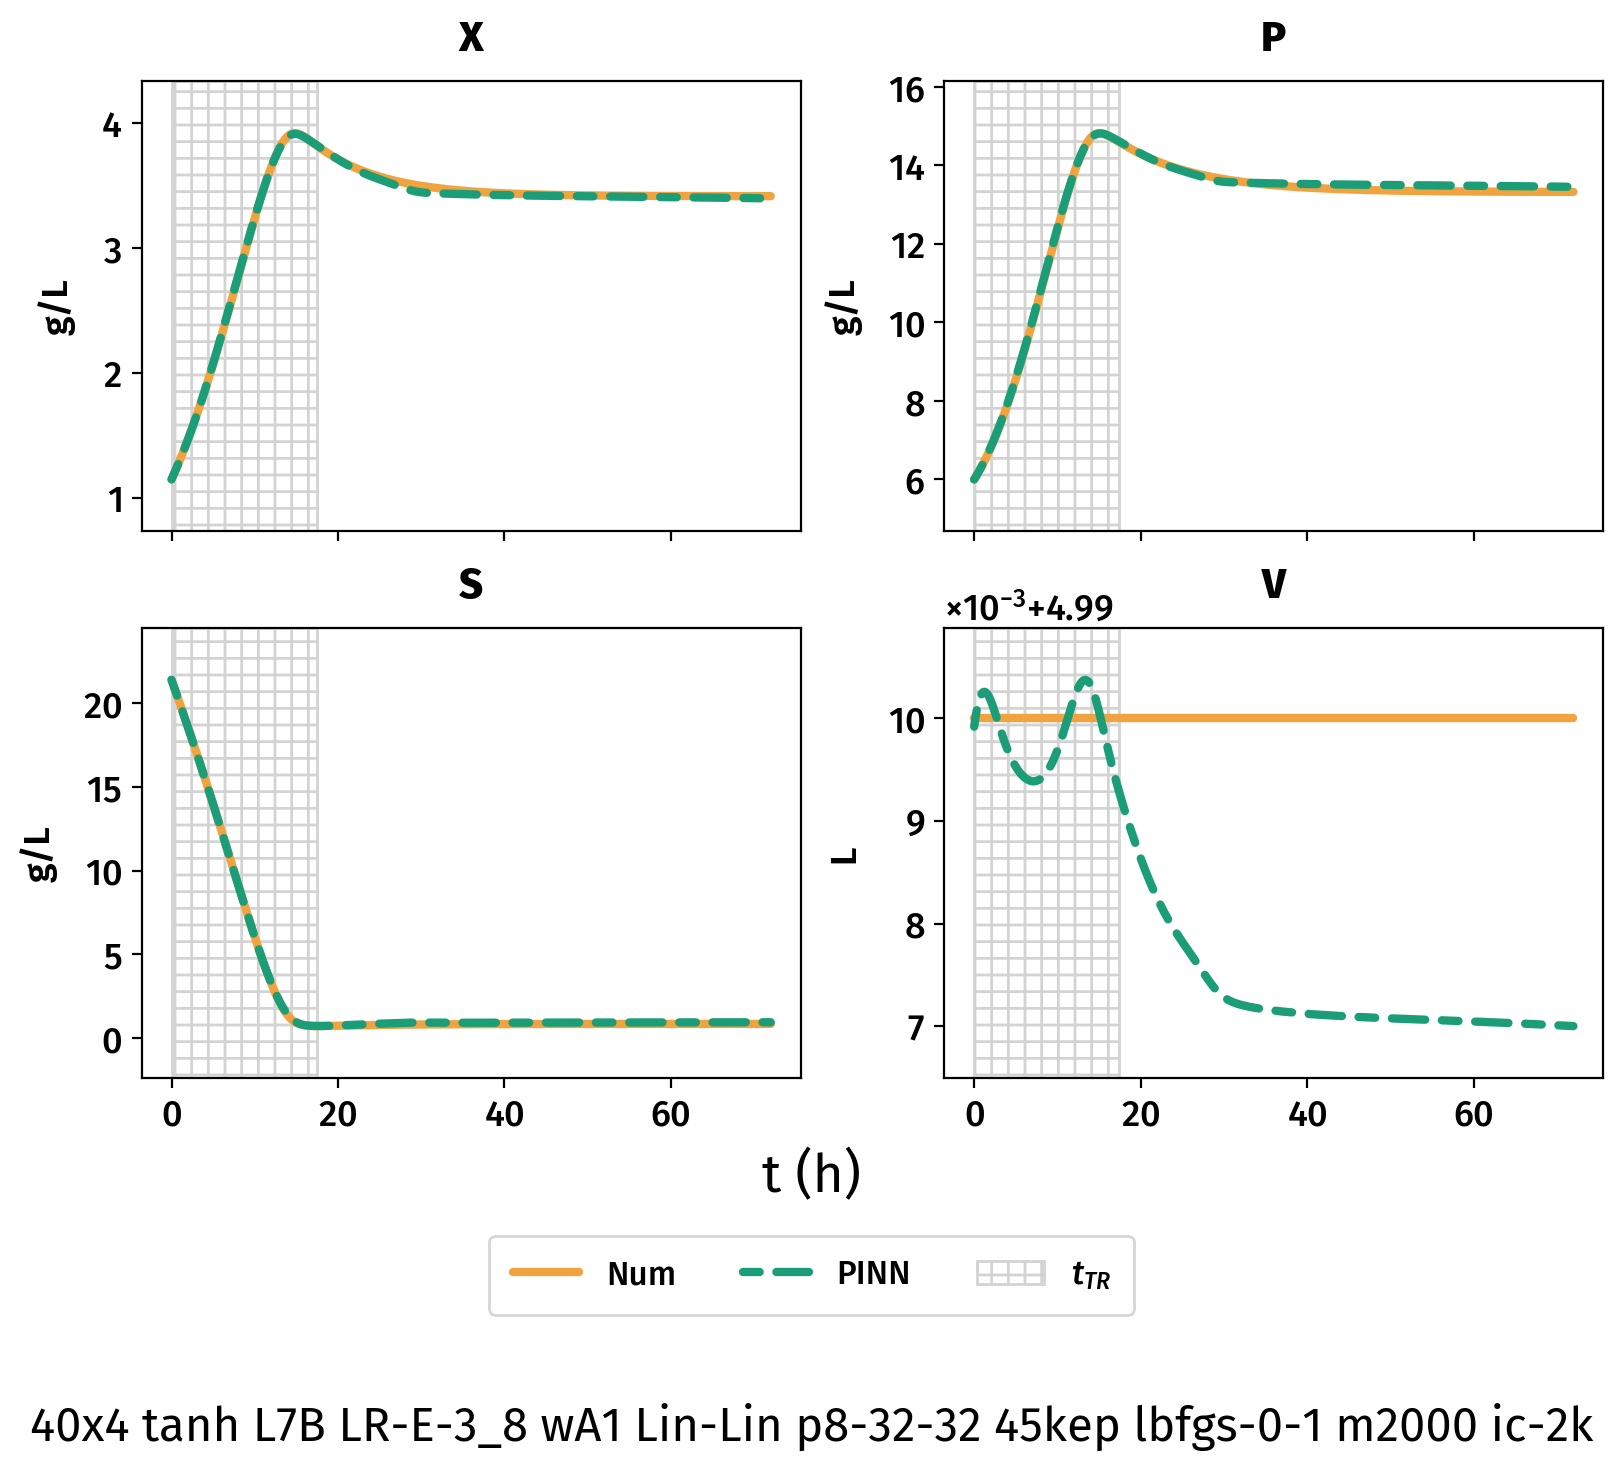 X
P
4
3
2
1
g/L
16
14
12
10
8
6
g/L
S
V
×10⁻³+4.99
20
15
10
5
0
g/L
10
9
8
7
L
0 20 40 60
0 20 40 60
t (h)
Num PINN t_TR
40x4 tanh L7B LR-E-3_8 wA1 Lin-Lin p8-32-32 45kep lbfgs-0-1 m2000 ic-2k